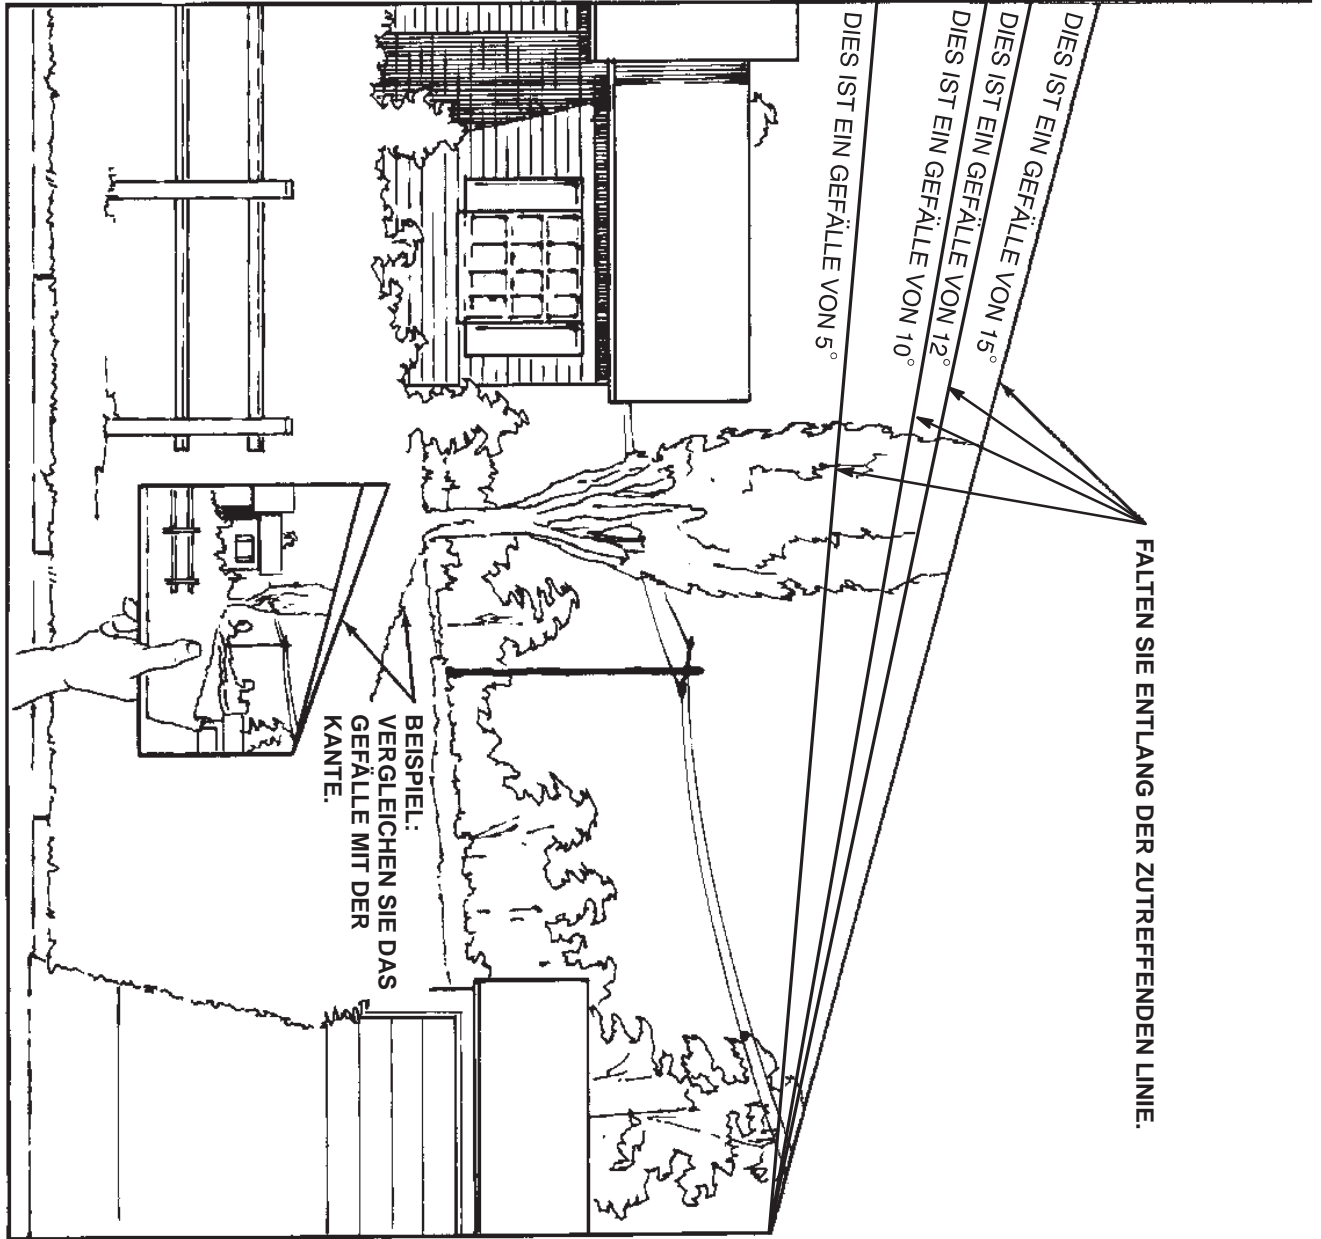 FALTEN SIE ENTLANG DER ZUTREFFENDEN LINIE.
DIES IST EIN GEFÄLLE VON 15°
DIES IST EIN GEFÄLLE VON 12°
DIES IST EIN GEFÄLLE VON 10°
DIES IST EIN GEFÄLLE VON 5°
BEISPIEL:
VERGLEICHEN SIE DAS
GEFÄLLE MIT DER
KANTE.